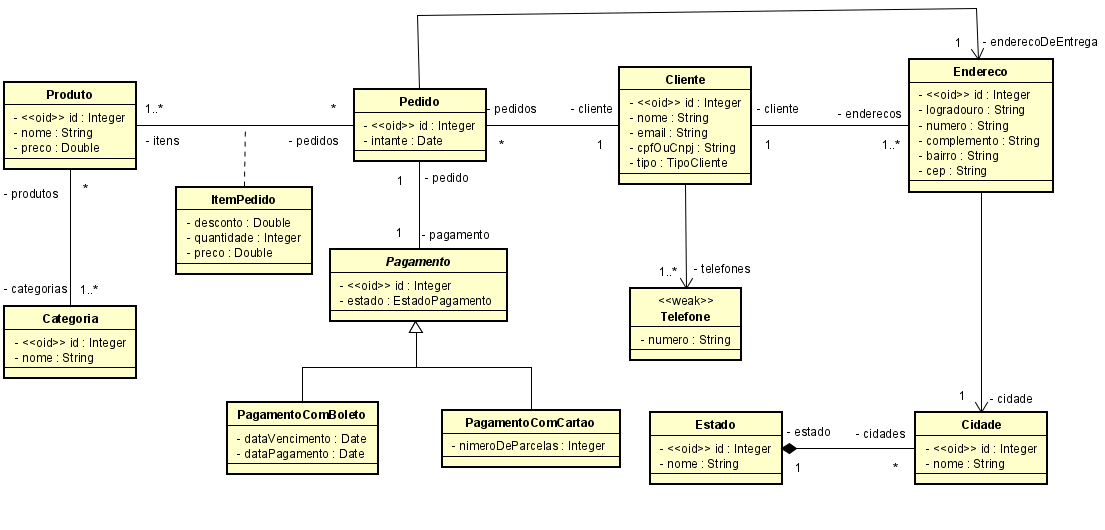 1
- enderecoDeEntrega
Produto
- <<oid>> id : Integer
- nome : String
- preco : Double
1..*
*
- itens
- pedidos
Pedido
- <<oid>> id : Integer
- intante : Date
- pedidos
*
- cliente
1
Cliente
- <<oid>> id : Integer
- nome : String
- email : String
- cpfOuCnpj : String
- tipo : TipoCliente
- cliente
1
- enderecos
1..*
Endereco
- <<oid>> id : Integer
- logradouro : String
- numero : String
- complemento : String
- bairro : String
- cep : String
- produtos
*
ItemPedido
- desconto : Double
- quantidade : Integer
- preco : Double
1
- pedido
1
- pagamento
Pagamento
- <<oid>> id : Integer
- estado : EstadoPagamento
1..*
- telefones
<<weak>>
Telefone
- numero : String
- categorias
1..*
Categoria
- <<oid>> id : Integer
- nome : String
PagamentoComBoleto
- dataVencimento : Date
- dataPagamento : Date
PagamentoComCartao
- nimeroDeParcelas : Integer
Estado
- <<oid>> id : Integer
- nome : String
- estado
1
- cidades
*
1
- cidade
Cidade
- <<oid>> id : Integer
- nome : String